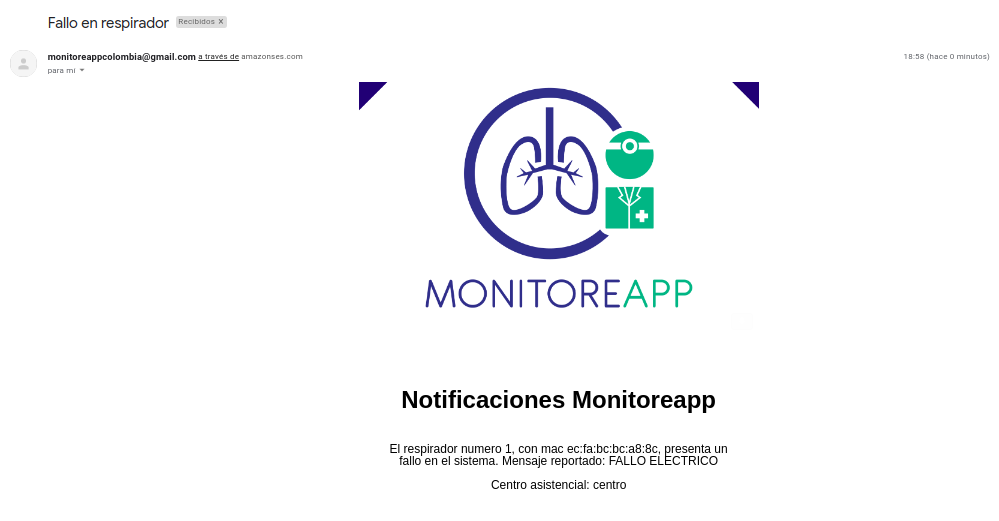 Fallo en respirador Recibidos x
monitoreappcolombia@gmail.com a través de amazonses.com 18:58 (hace 0 minutos)
para mí
MONITOREAPP
Notificaciones Monitoreapp
El respirador numero 1, con mac ec:fa:bc:bc:a8:8c, presenta un
fallo en el sistema. Mensaje reportado: FALLO ELECTRICO
Centro asistencial: centro